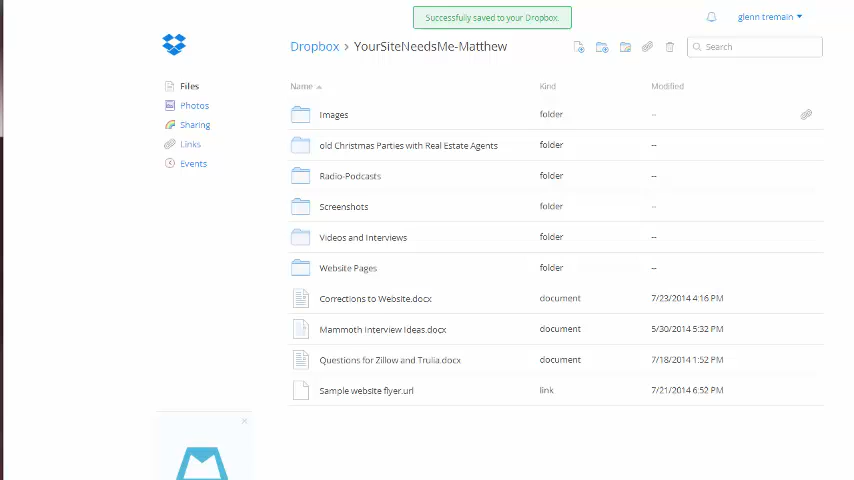 Successfully saved to your Dropbox.
glenn tremain
Dropbox › YourSiteNeedsMe-Matthew
Search
Files
Photos
Sharing
Links
Events
Name Kind Modified
Images folder --
old Christmas Parties with Real Estate Agents folder --
Radio-Podcasts folder --
Screenshots folder --
Videos and Interviews folder --
Website Pages folder --
Corrections to Website.docx document 7/23/2014 4:16 PM
Mammoth Interview Ideas.docx document 5/30/2014 5:32 PM
Questions for Zillow and Trulia.docx document 7/18/2014 1:52 PM
Sample website flyer.url link 7/21/2014 6:52 PM